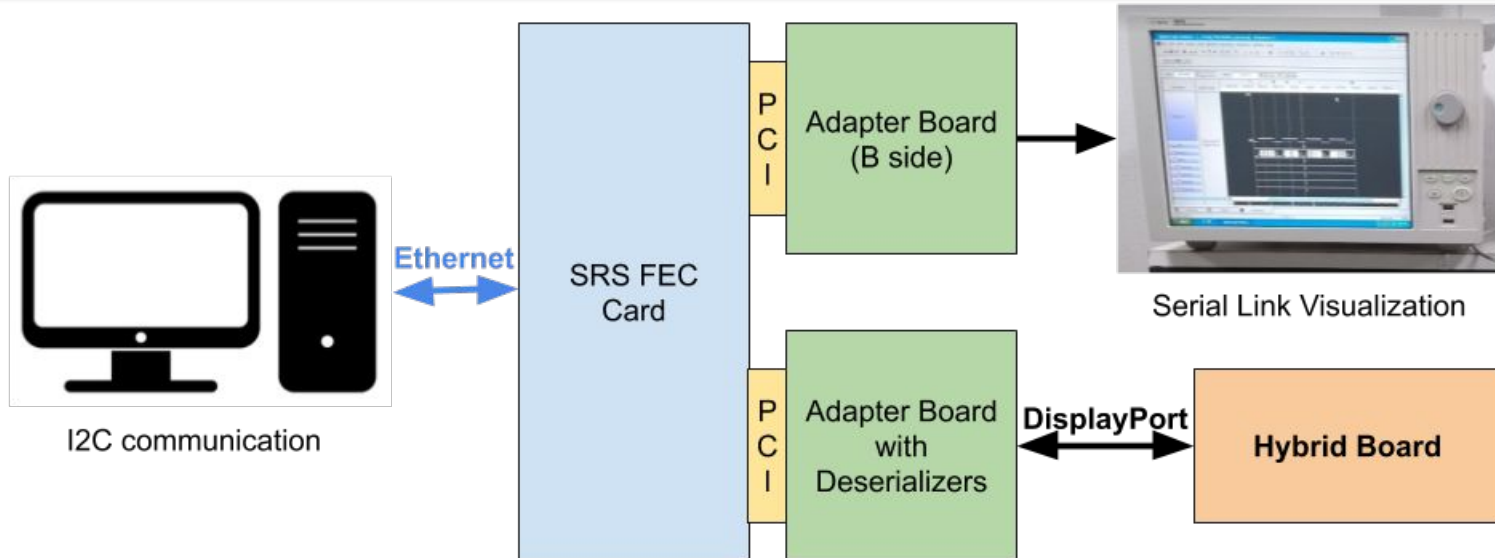 Ethernet
I2C communication
SRS FEC
Card
P
C
I
Adapter Board
(B side)
Serial Link Visualization
P
C
I
Adapter Board
with
Deserializers
DisplayPort
Hybrid Board